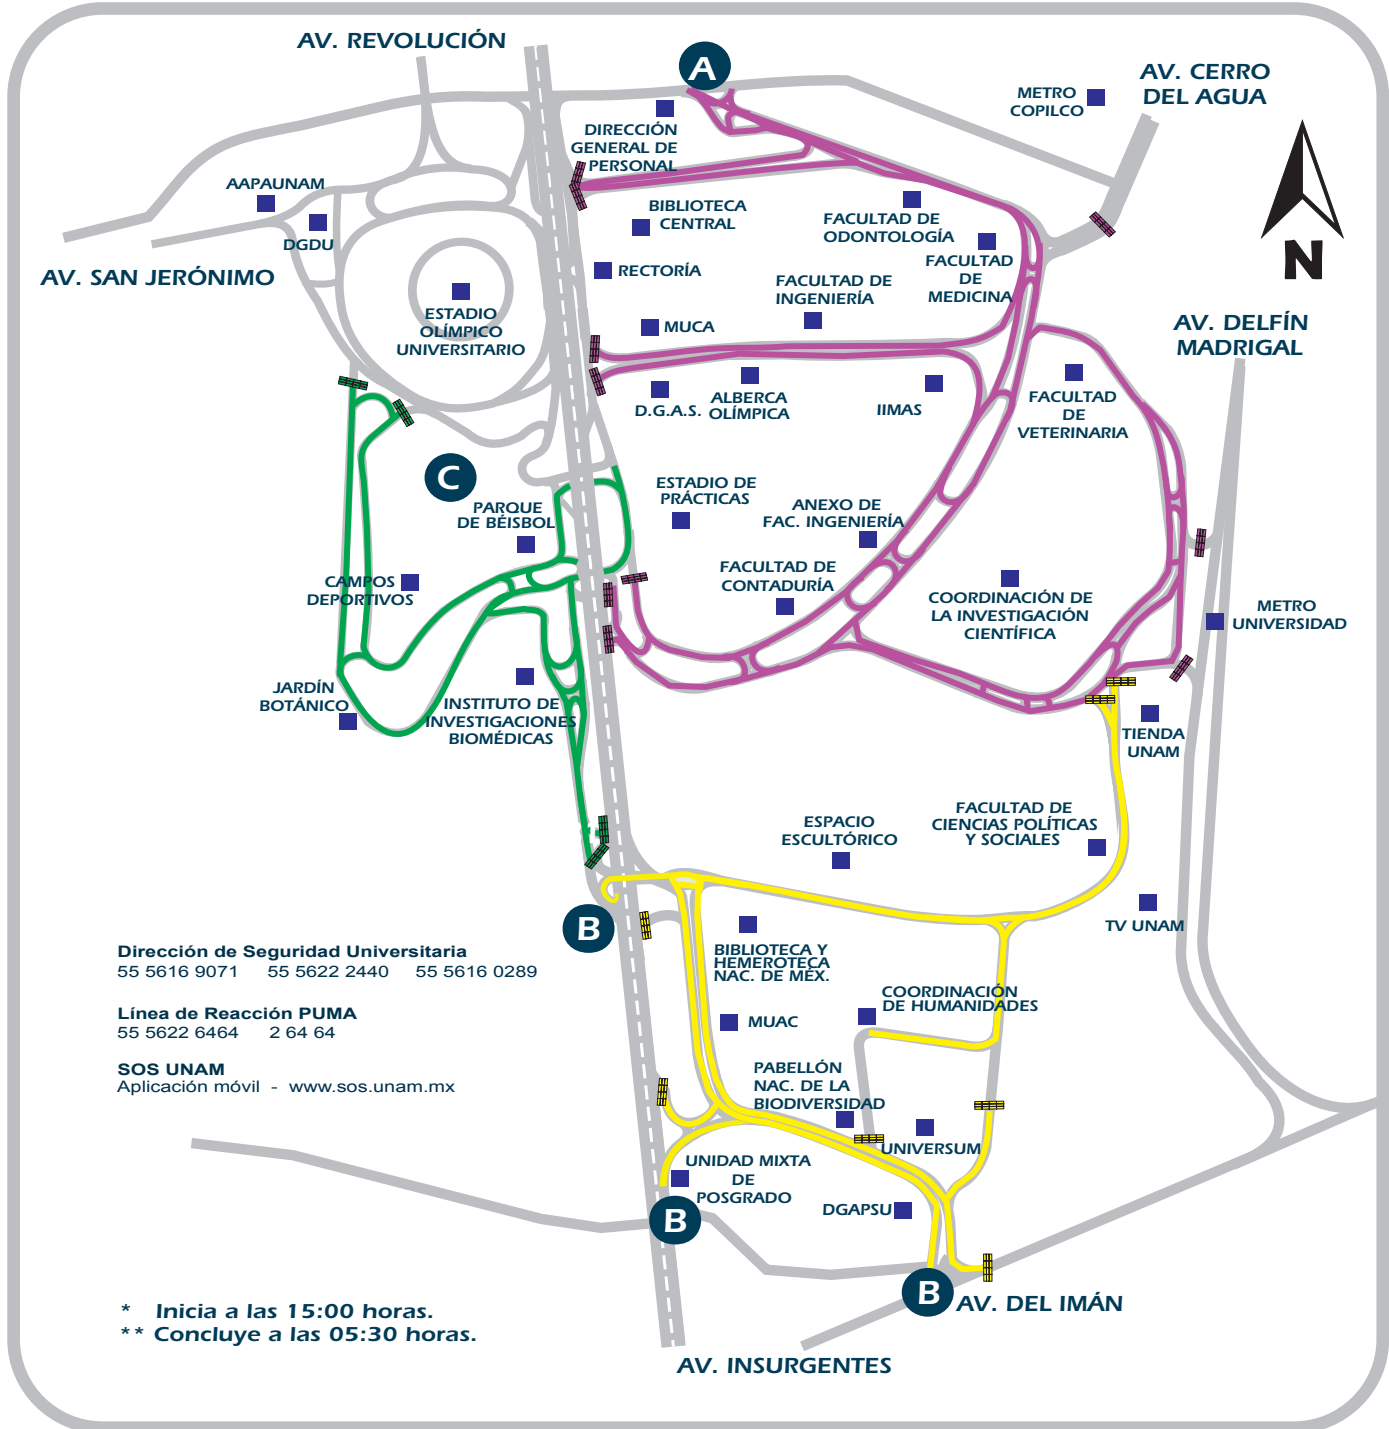 AV. REVOLUCIÓN
A
AV. CERRO
DEL AGUA
METRO
COPILCO
DIRECCIÓN
GENERAL DE
PERSONAL
AAPAUNAM
DGDU
BIBLIOTECA
CENTRAL
FACULTAD DE
ODONTOLOGÍA
N
AV. SAN JERÓNIMO
RECTORÍA
FACULTAD
DE
MEDICINA
FACULTAD DE
INGENIERÍA
ESTADIO
OLÍMPICO
UNIVERSITARIO
MUCA
AV. DELFÍN
MADRIGAL
D.G.A.S.
ALBERCA
OLÍMPICA
IIMAS
FACULTAD
DE
VETERINARIA
C
PARQUE
DE BÉISBOL
ESTADIO DE
PRÁCTICAS
ANEXO DE
FAC. INGENIERÍA
CAMPOS
DEPORTIVOS
FACULTAD DE
CONTADURÍA
COORDINACIÓN DE
LA INVESTIGACIÓN
CIENTÍFICA
METRO
UNIVERSIDAD
JARDÍN
BOTÁNICO
INSTITUTO DE
INVESTIGACIONES
BIOMÉDICAS
TIENDA
UNAM
ESPACIO
ESCULTÓRICO
FACULTAD DE
CIENCIAS POLÍTICAS
Y SOCIALES
B
TV UNAM
BIBLIOTECA Y
HEMEROTECA
NAC. DE MÉX.
Dirección de Seguridad Universitaria
55 5616 9071 55 5622 2440 55 5616 0289
Línea de Reacción PUMA
55 5622 6464 2 64 64
SOS UNAM
Aplicación móvil - www.sos.unam.mx
COORDINACIÓN
DE HUMANIDADES
MUAC
PABELLÓN
NAC. DE LA
BIODIVERSIDAD
UNIVERSUM
UNIDAD MIXTA
DE
POSGRADO
DGAPSU
B
B
AV. DEL IMÁN
* Inicia a las 15:00 horas.
** Concluye a las 05:30 horas.
AV. INSURGENTES